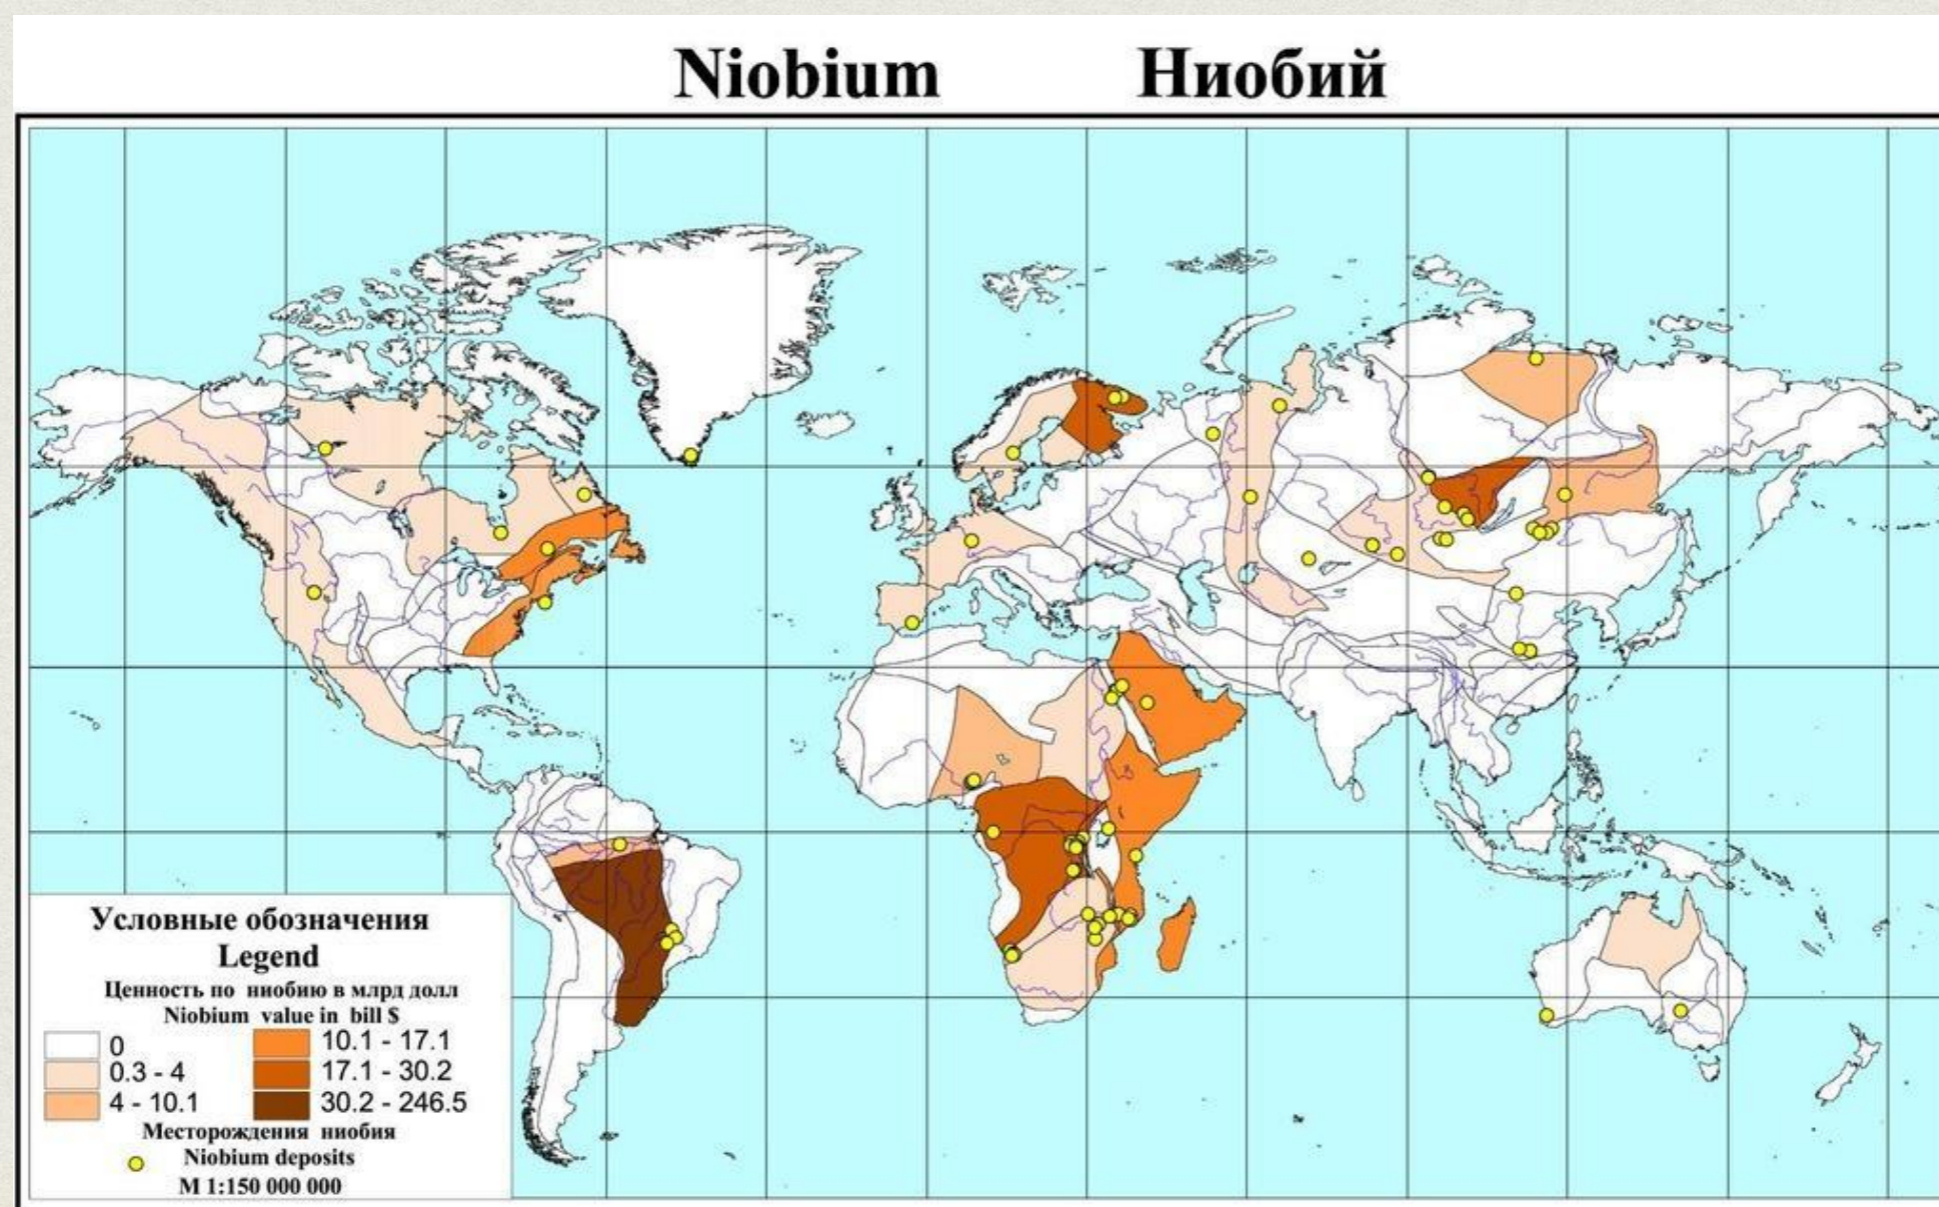 Niobium Ниобий
Условные обозначения
Legend
Ценность по ниобию в млрд долл
Niobium value in bill $
0
0.3 - 4
4 - 10.1
10.1 - 17.1
17.1 - 30.2
30.2 - 246.5
Месторождения ниобия
Niobium deposits
М 1:150 000 000